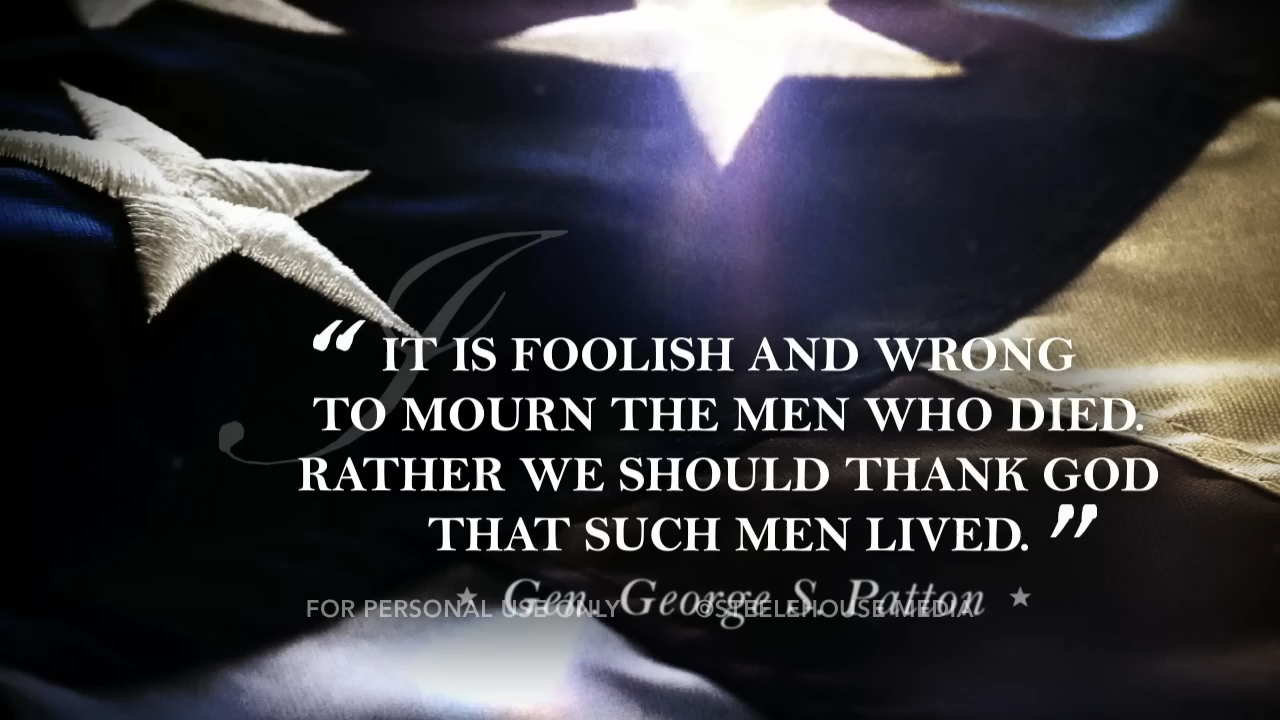 “ IT IS FOOLISH AND WRONG
TO MOURN THE MEN WHO DIED.
RATHER WE SHOULD THANK GOD
THAT SUCH MEN LIVED. ”
Gen. George S. Patton
FOR PERSONAL USE ONLY ©STEELEHOUSE MEDIA